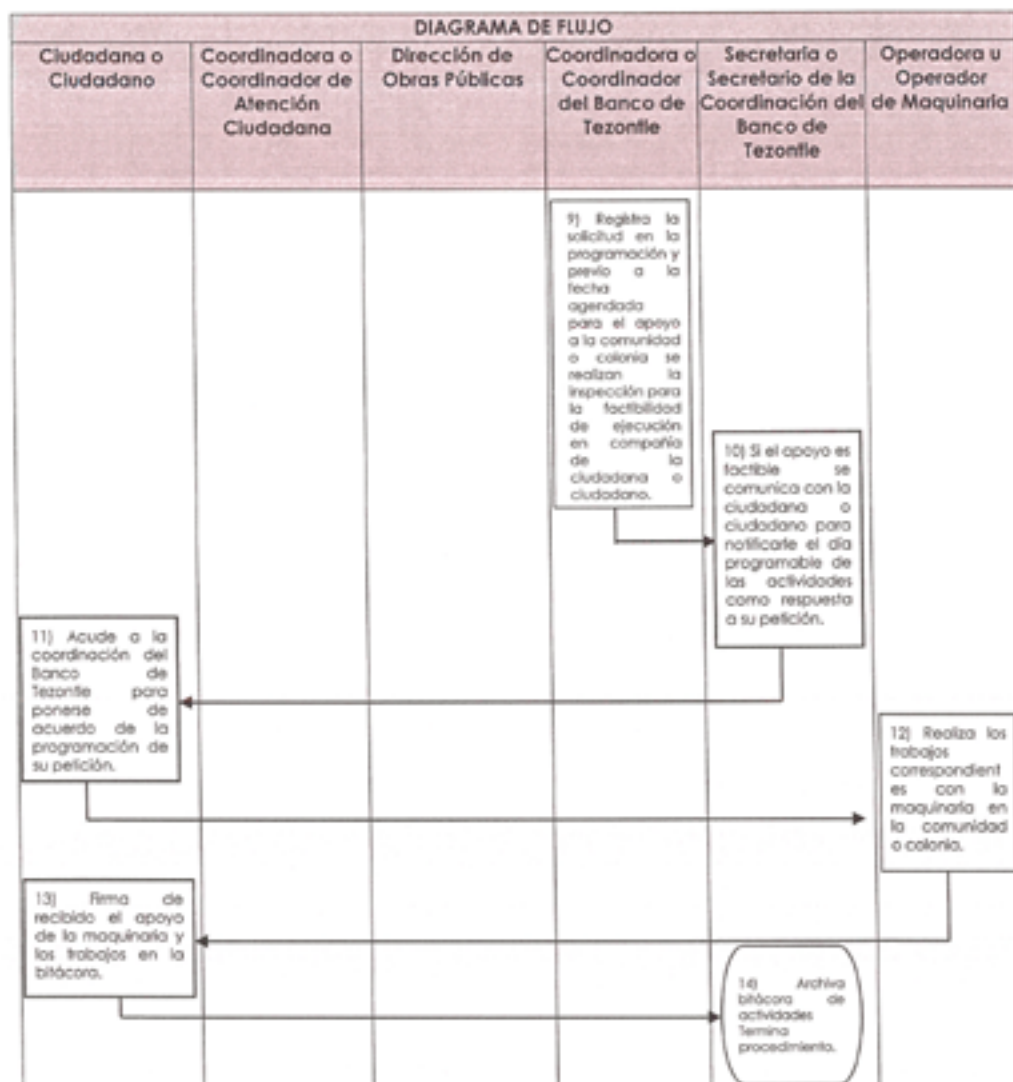 DIAGRAMA DE FLUJO
Ciudadana o
Ciudadano
Coordinadora o
Coordinador de
Atención
Ciudadana
Dirección de
Obras Públicas
Coordinadora o
Coordinador
del Banco de
Tezontle
Secretaria o
Secretario de la
Coordinación del
Banco de
Tezontle
Operadora u
Operador
de Maquinaria
9) Registra la
solicitud en la
programación y
previo a la
fecha
agendada
para el apoyo
a la comunidad
o colonia se
realizan la
inspección para
la factibilidad
de ejecución
en compañía
de la
ciudadana o
ciudadano.
10) Si el apoyo es
factible se
comunica con la
ciudadana o
ciudadano para
notificarle el día
programable de
las actividades
como respuesta
a su petición.
11) Acude a la
coordinación del
Banco de
Tezontle para
ponerse de
acuerdo de la
programación de
su petición.
12) Realiza los
trabajos
correspondient
es con la
maquinaria en
la comunidad
o colonia.
13) Firma de
recibido el apoyo
de la maquinaria y
los trabajos en la
bitácora.
14) Archiva
bitácora de
actividades
Termina
procedimiento.